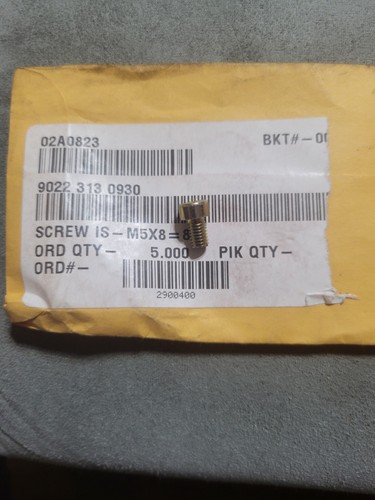 02A0823 BKT#-
9022 313 0930
SCREW IS-M5X8=8
ORD QTY- 5.000 PIK QTY-
ORD#-
2900400